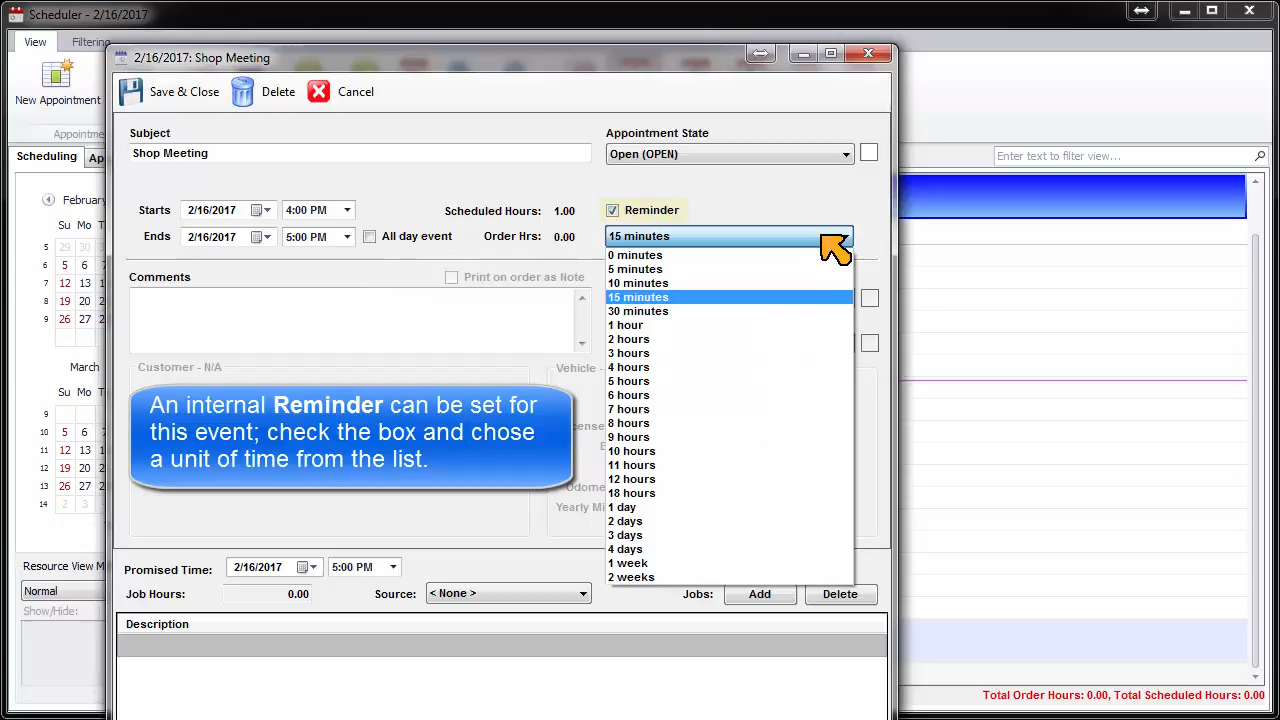 Scheduler - 2/16/2017
View Filtering
New Appointment
Appointme
Scheduling Ap
Enter text to filter view...
February
Su Mo
5 29 30
6 5 6
7 12 13
8 19 20
9 26 27
March
Su Mo
9
10 5 6
11 12 13
12 19 20
13 26 27
14 2 3
Resource View M
Normal
Show/Hide:
2/16/2017: Shop Meeting
Save & Close Delete Cancel
Subject
Shop Meeting
Appointment State
Open (OPEN)
Starts 2/16/2017 4:00 PM Scheduled Hours: 1.00 Reminder
Ends 2/16/2017 5:00 PM All day event Order Hrs: 0.00 15 minutes
0 minutes
5 minutes
10 minutes
15 minutes
30 minutes
1 hour
2 hours
3 hours
4 hours
5 hours
6 hours
7 hours
8 hours
9 hours
10 hours
11 hours
12 hours
18 hours
1 day
2 days
3 days
4 days
1 week
2 weeks
Comments Print on order as Note
Customer - N/A Vehicle -
An internal Reminder can be set for
this event; check the box and chose
a unit of time from the list.
cense
Odome
Yearly Mi
Promised Time: 2/16/2017 5:00 PM
Job Hours: 0.00 Source: < None > Jobs: Add Delete
Description
Total Order Hours: 0.00, Total Scheduled Hours: 0.00